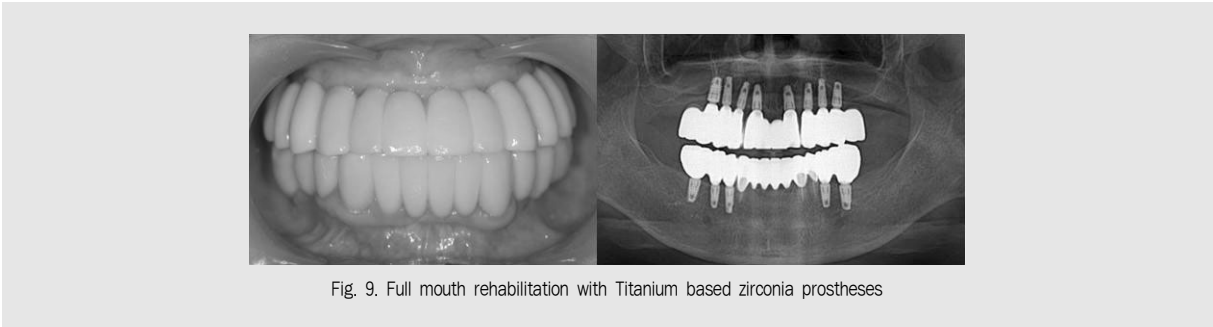 Fig. 9. Full mouth rehabilitation with Titanium based zirconia prostheses